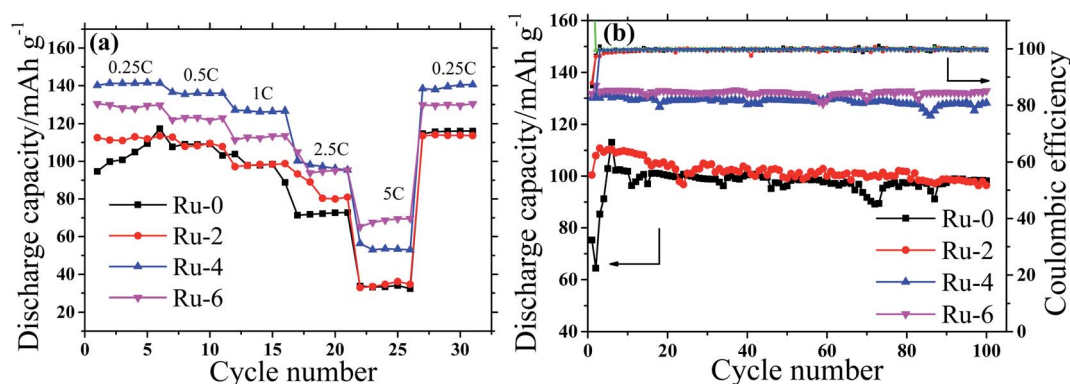 (a)
Discharge capacity/mAh g-1
160
140
120
100
80
60
40
20
0.25C
0.5C
1C
2.5C
5C
0.25C
Ru-0
Ru-2
Ru-4
Ru-6
0 5 10 15 20 25 30
Cycle number
(b)
Discharge capacity/mAh g-1
160
140
120
100
80
60
40
Ru-0
Ru-2
Ru-4
Ru-6
0 20 40 60 80 100
Cycle number
100
80
60
40
20
0
Coulombic efficiency